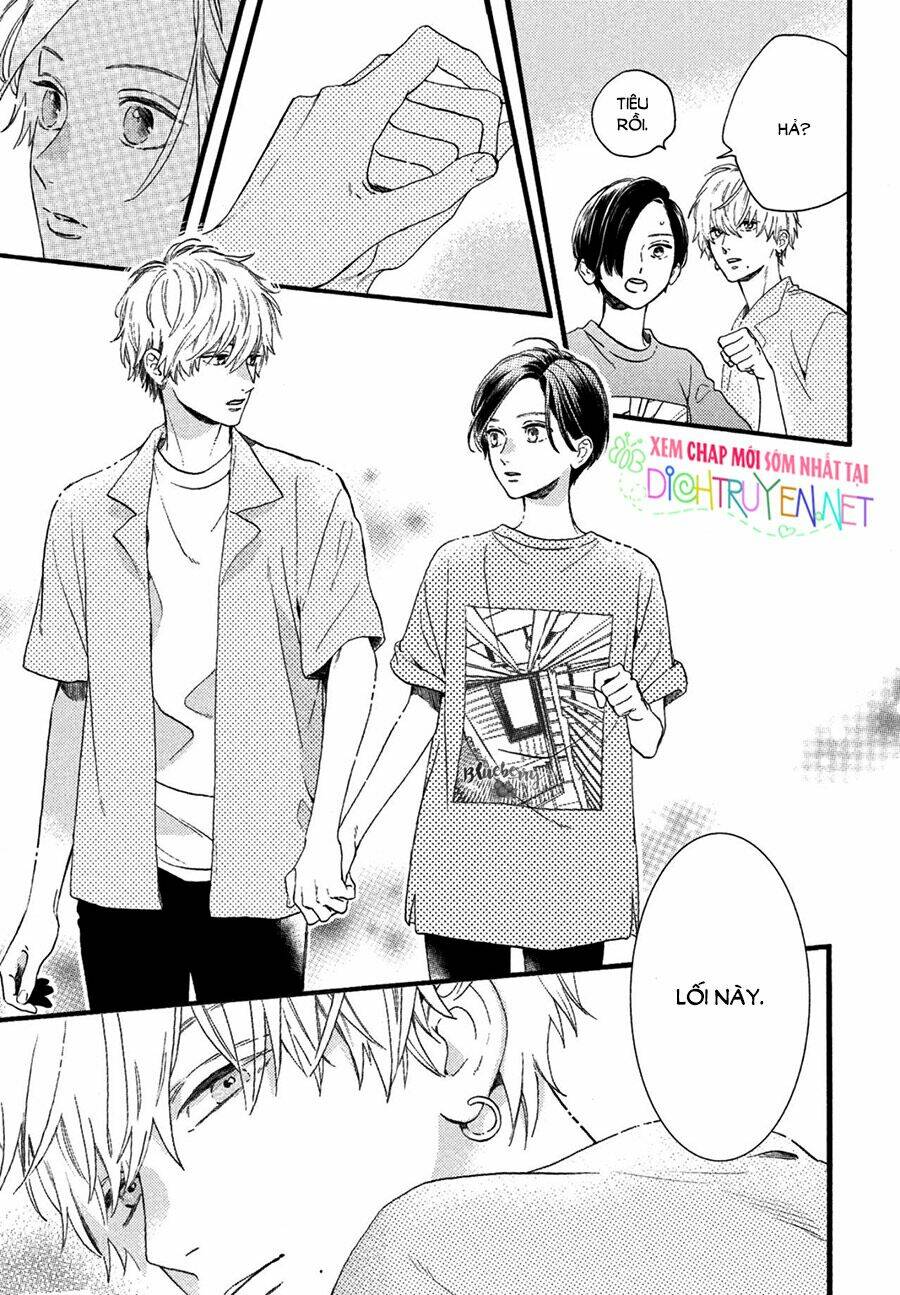 HẢ?
TIÊU
RỒI.
XEM CHAP MỚI SỚM NHẤT TẠI
DICHTRUYEN.NET
Blueberry
LỐI NÀY.